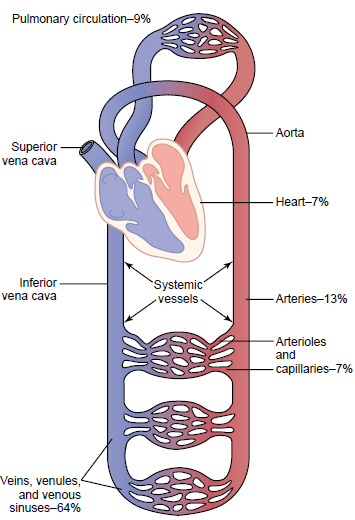 Pulmonary circulation–9%
Aorta
Superior
vena cava
Heart–7%
Inferior
vena cava
Systemic
vessels
Arteries–13%
Arterioles
and
capillaries–7%
Veins, venules,
and venous
sinuses–64%